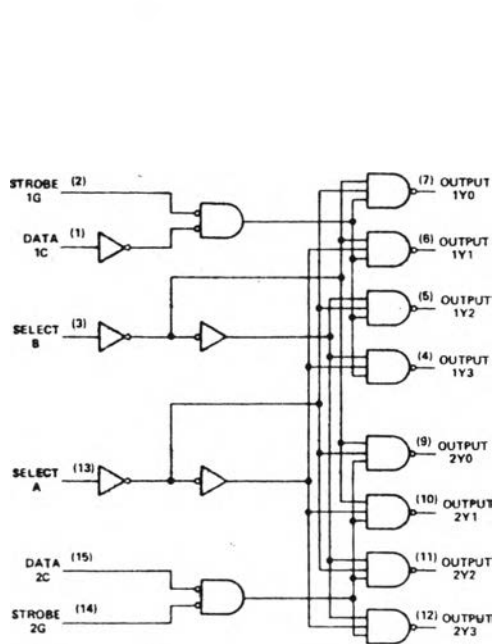 STROBE (2)
1G
DATA (1)
1C
SELECT (3)
B
SELECT (13)
A
DATA (15)
2C
STROBE (14)
2G
(7) OUTPUT
1Y0
(6) OUTPUT
1Y1
(5) OUTPUT
1Y2
(4) OUTPUT
1Y3
(9) OUTPUT
2Y0
(10) OUTPUT
2Y1
(11) OUTPUT
2Y2
(12) OUTPUT
2Y3